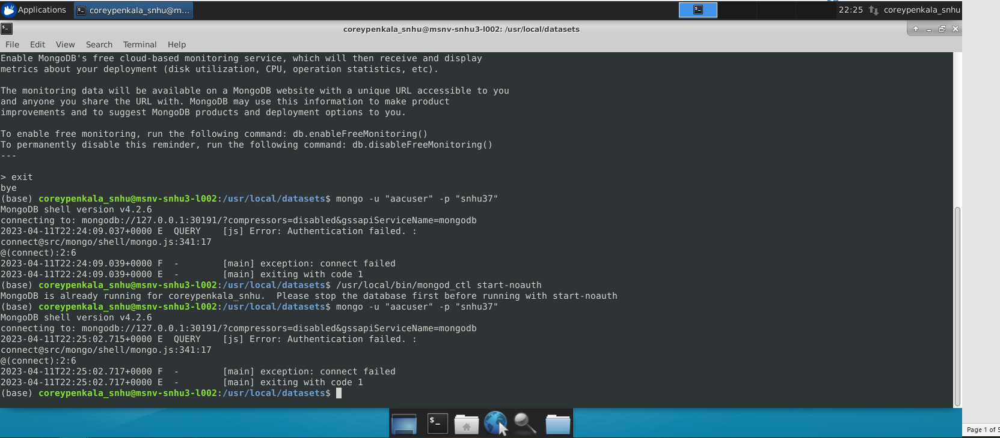 Applications
coreypenkala_snhu@m...
22:25
coreypenkala_snhu
coreypenkala_snhu@msnv-snhu3-l002: /usr/local/datasets
File Edit View Search Terminal Help
Enable MongoDB's free cloud-based monitoring service, which will then receive and display
metrics about your deployment (disk utilization, CPU, operation statistics, etc).
The monitoring data will be available on a MongoDB website with a unique URL accessible to you
and anyone you share the URL with. MongoDB may use this information to make product
improvements and to suggest MongoDB products and deployment options to you.
To enable free monitoring, run the following command: db.enableFreeMonitoring()
To permanently disable this reminder, run the following command: db.disableFreeMonitoring()
---
> exit
bye
(base) coreypenkala_snhu@msnv-snhu3-l002:/usr/local/datasets$ mongo -u "aacuser" -p "snhu37"
MongoDB shell version v4.2.6
connecting to: mongodb://127.0.0.1:30191/?compressors=disabled&gssapiServiceName=mongodb
2023-04-11T22:24:09.037+0000 E  QUERY    [js] Error: Authentication failed. :
connect@src/mongo/shell/mongo.js:341:17
@(connect):2:6
2023-04-11T22:24:09.039+0000 F  -        [main] exception: connect failed
2023-04-11T22:24:09.039+0000 E  -        [main] exiting with code 1
(base) coreypenkala_snhu@msnv-snhu3-l002:/usr/local/datasets$ /usr/local/bin/mongod_ctl start-noauth
MongoDB is already running for coreypenkala_snhu.  Please stop the database first before running with start-noauth
(base) coreypenkala_snhu@msnv-snhu3-l002:/usr/local/datasets$ mongo -u "aacuser" -p "snhu37"
MongoDB shell version v4.2.6
connecting to: mongodb://127.0.0.1:30191/?compressors=disabled&gssapiServiceName=mongodb
2023-04-11T22:25:02.715+0000 E  QUERY    [js] Error: Authentication failed. :
connect@src/mongo/shell/mongo.js:341:17
@(connect):2:6
2023-04-11T22:25:02.717+0000 F  -        [main] exception: connect failed
2023-04-11T22:25:02.717+0000 E  -        [main] exiting with code 1
(base) coreypenkala_snhu@msnv-snhu3-l002:/usr/local/datasets$
Page 1 of 5